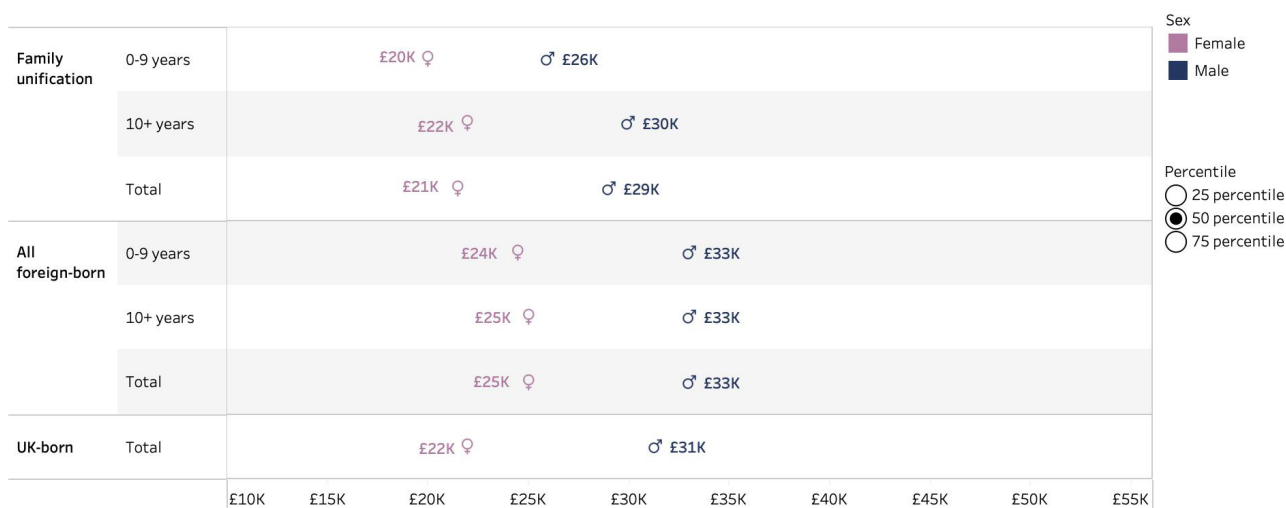 Sex
Female
Male
Percentile
25 percentile
50 percentile
75 percentile
Family
unification
0-9 years
£20K
£26K
10+ years
£22K
£30K
Total
£21K
£29K
All
foreign-born
0-9 years
£24K
£33K
10+ years
£25K
£33K
Total
£25K
£33K
UK-born
Total
£22K
£31K
£10K £15K £20K £25K £30K £35K £40K £45K £50K £55K